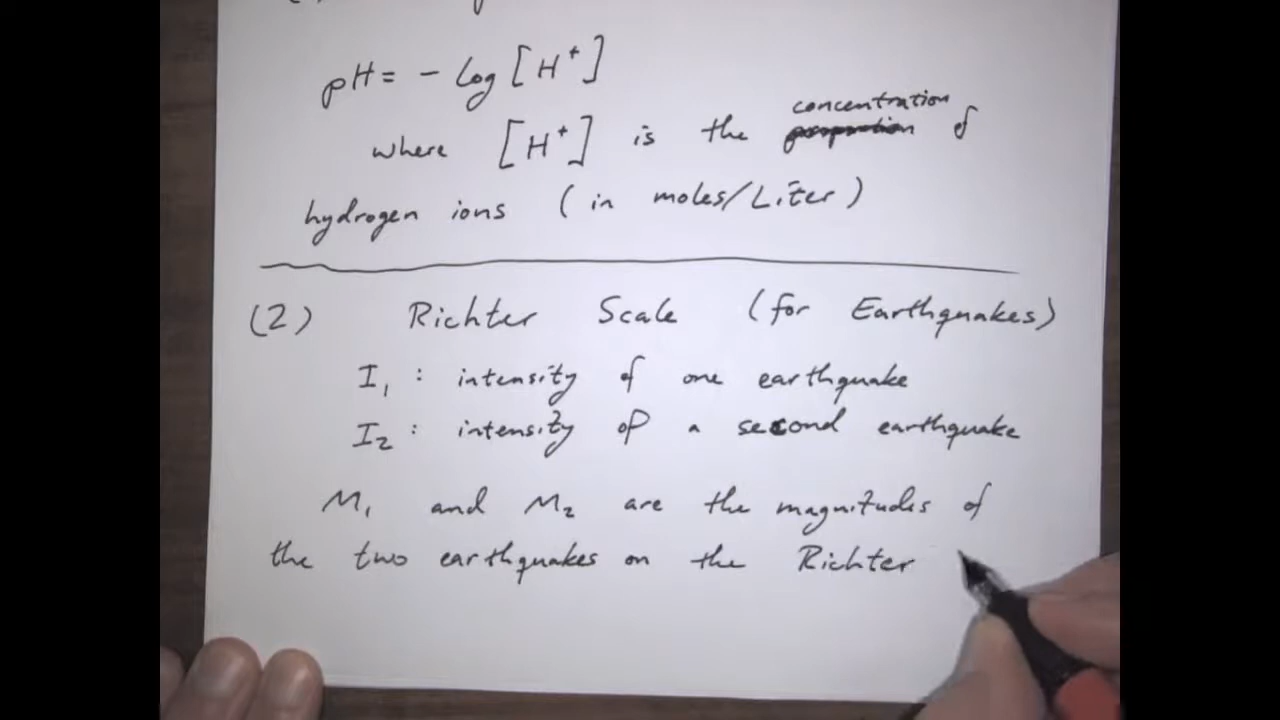 pH = - log [H⁺]
concentration
where [H⁺] is the of
hydrogen ions (in moles/Liter)
(2) Richter Scale (for Earthquakes)
I₁ : intensity of one earthquake
I₂ : intensity of a second earthquake
M₁ and M₂ are the magnitudes of
the two earthquakes on the Richter